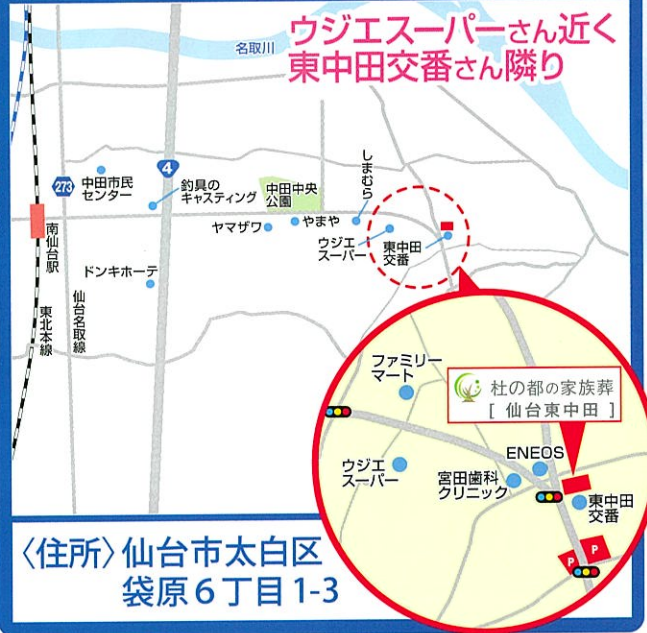 ウジエスーパーさん近く
東中田交番さん隣り
名取川
4
273
中田市民
センター
釣具の
キャスティング
中田中央
公園
しまむら
ヤマザワ
やまや
ウジエ
スーパー
東中田
交番
南仙台駅
ドンキホーテ
仙台名取線
東北本線
ファミリー
マート
杜の都の家族葬
[ 仙台東中田 ]
ウジエ
スーパー
宮田歯科
クリニック
ENEOS
東中田
交番
P
P
〈住所〉仙台市太白区
袋原6丁目1-3